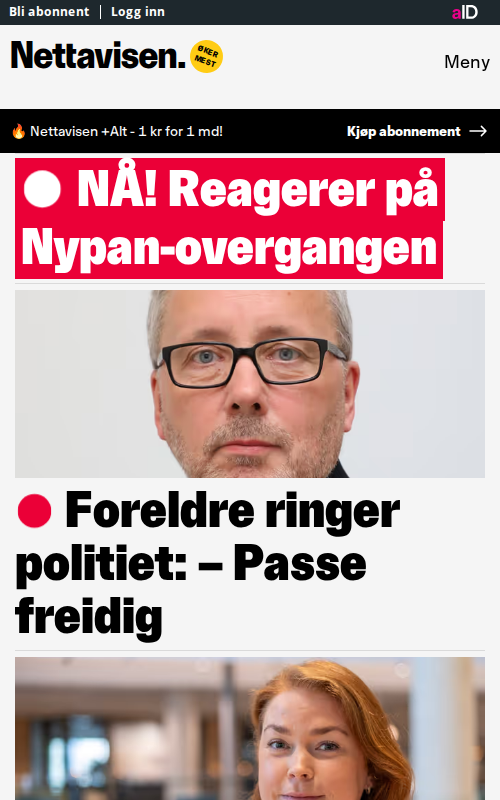 Bli abonnent | Logg inn
aID
Nettavisen.
ØKER
MEST
Meny
🔥 Nettavisen +Alt - 1 kr for 1 md!
Kjøp abonnement →
NÅ! Reagerer på
Nypan-overgangen
Foreldre ringer
politiet: – Passe
freidig